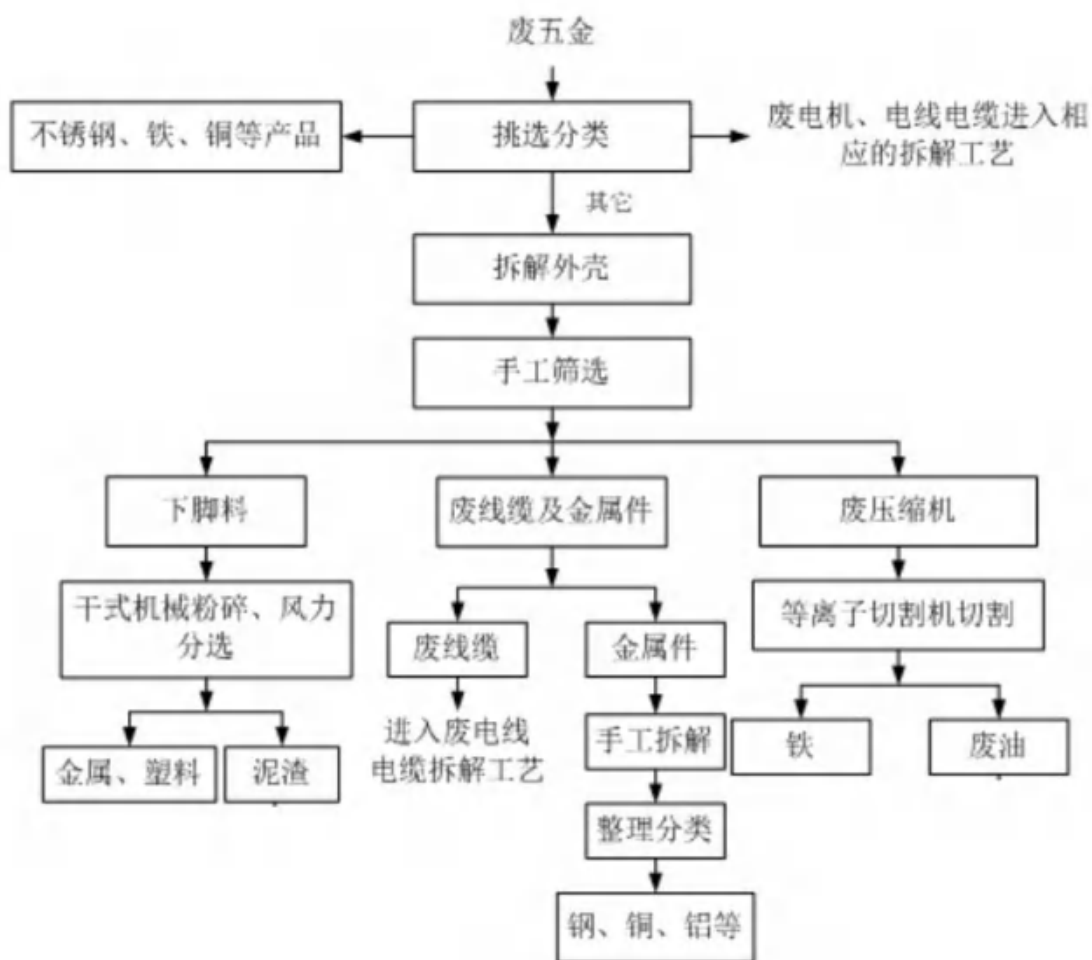 废五金
不锈钢、铁、铜等产品
挑选分类
废电机、电线电缆进入相
应的拆解工艺
其它
拆解外壳
手工筛选
下脚料
废线缆及金属件
废压缩机
干式机械粉碎、风力
分选
等离子切割机切割
废线缆
金属件
进入废电线
电缆拆解工艺
手工拆解
铁
废油
金属、塑料
泥渣
整理分类
钢、铜、铝等